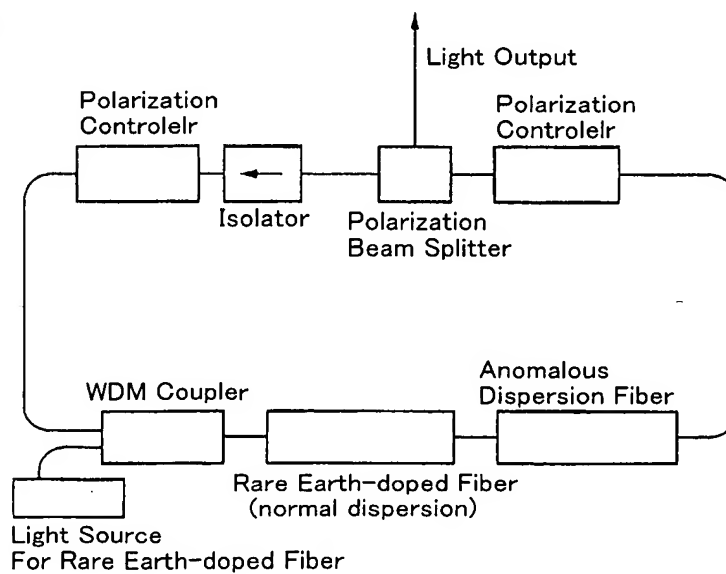 Light Output
Polarization
Controlelr
Polarization
Controlelr
Isolator
Polarization
Beam Splitter
WDM Coupler
Anomalous
Dispersion Fiber
Rare Earth-doped Fiber
(normal dispersion)
Light Source
For Rare Earth-doped Fiber